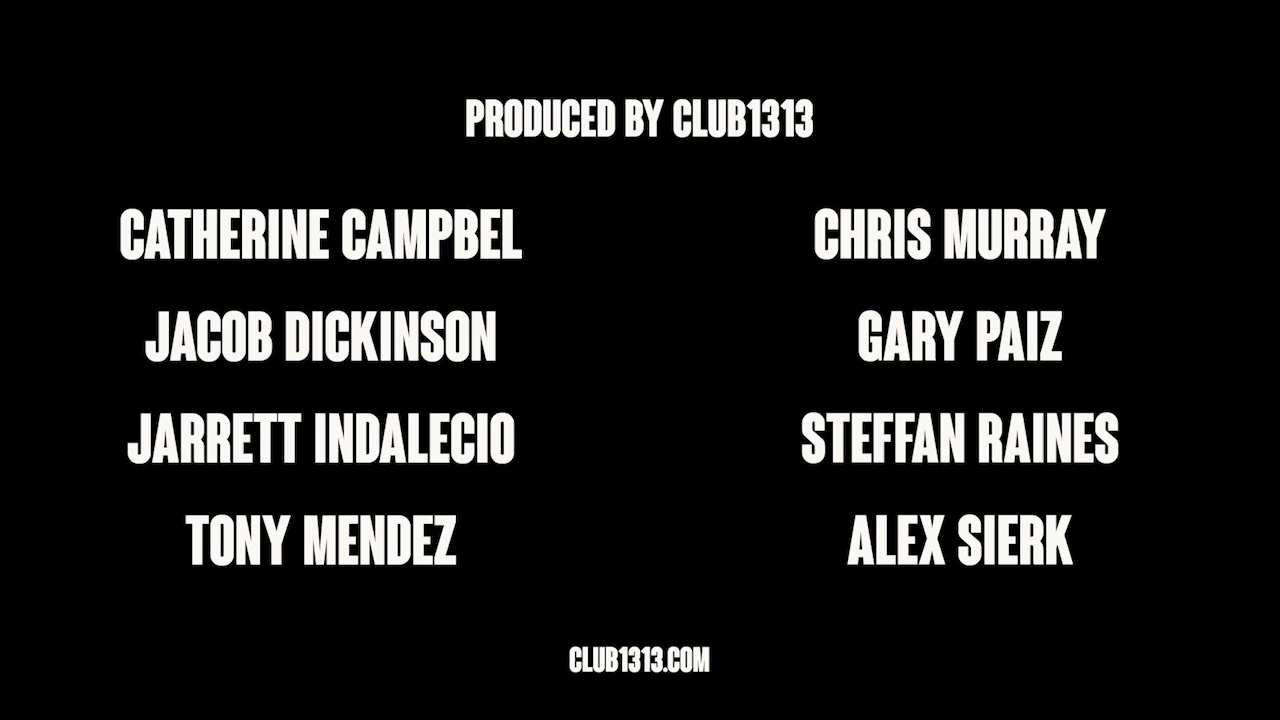 PRODUCED BY CLUB1313
CATHERINE CAMPBEL
CHRIS MURRAY
JACOB DICKINSON
GARY PAIZ
JARRETT INDALECIO
STEFFAN RAINES
TONY MENDEZ
ALEX SIERK
CLUB1313.COM